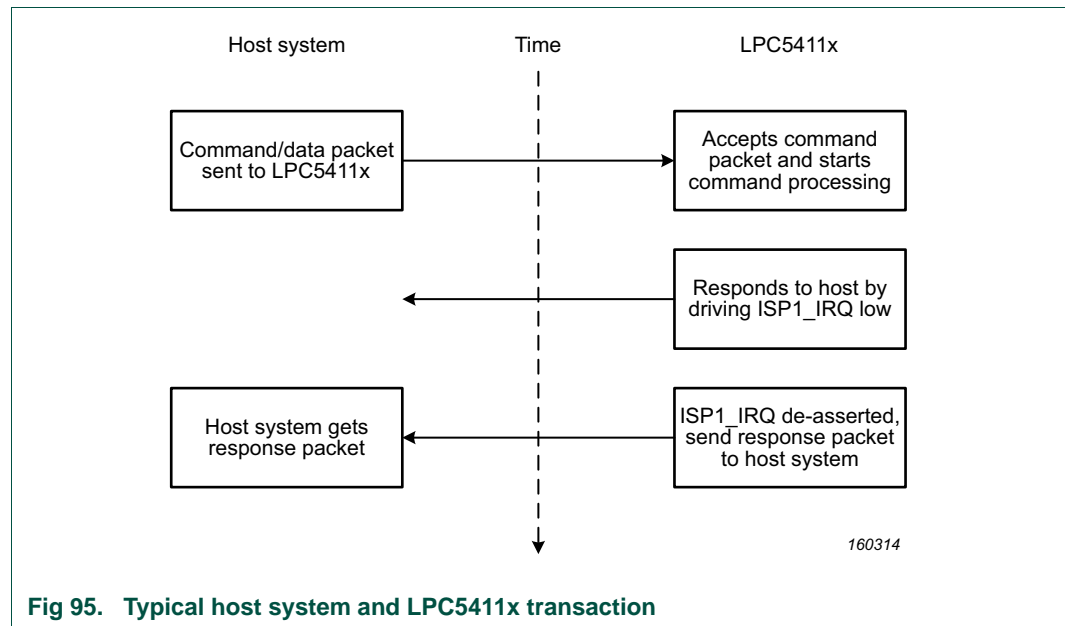 Host system
Time
LPC5411x
Command/data packet
sent to LPC5411x
Accepts command
packet and starts
command processing
Responds to host by
driving ISP1_IRQ low
Host system gets
response packet
ISP1_IRQ de-asserted,
send response packet
to host system
160314
Fig 95. Typical host system and LPC5411x transaction